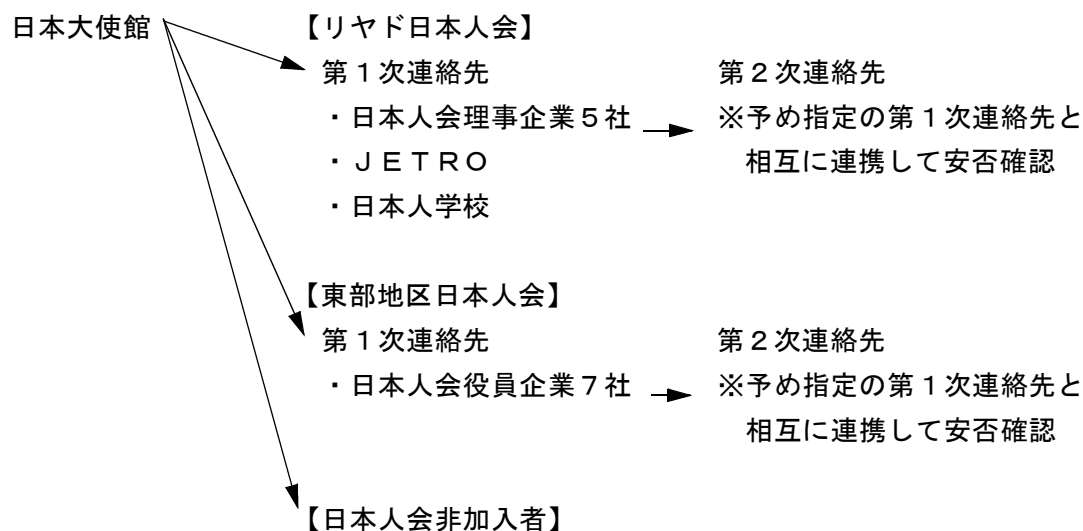 日本大使館 【リヤド日本人会】
第１次連絡先 第２次連絡先
・日本人会理事企業５社 ※予め指定の第１次連絡先と
・ＪＥＴＲＯ 相互に連携して安否確認
・日本人学校
【東部地区日本人会】
第１次連絡先 第２次連絡先
・日本人会役員企業７社 ※予め指定の第１次連絡先と
相互に連携して安否確認
【日本人会非加入者】